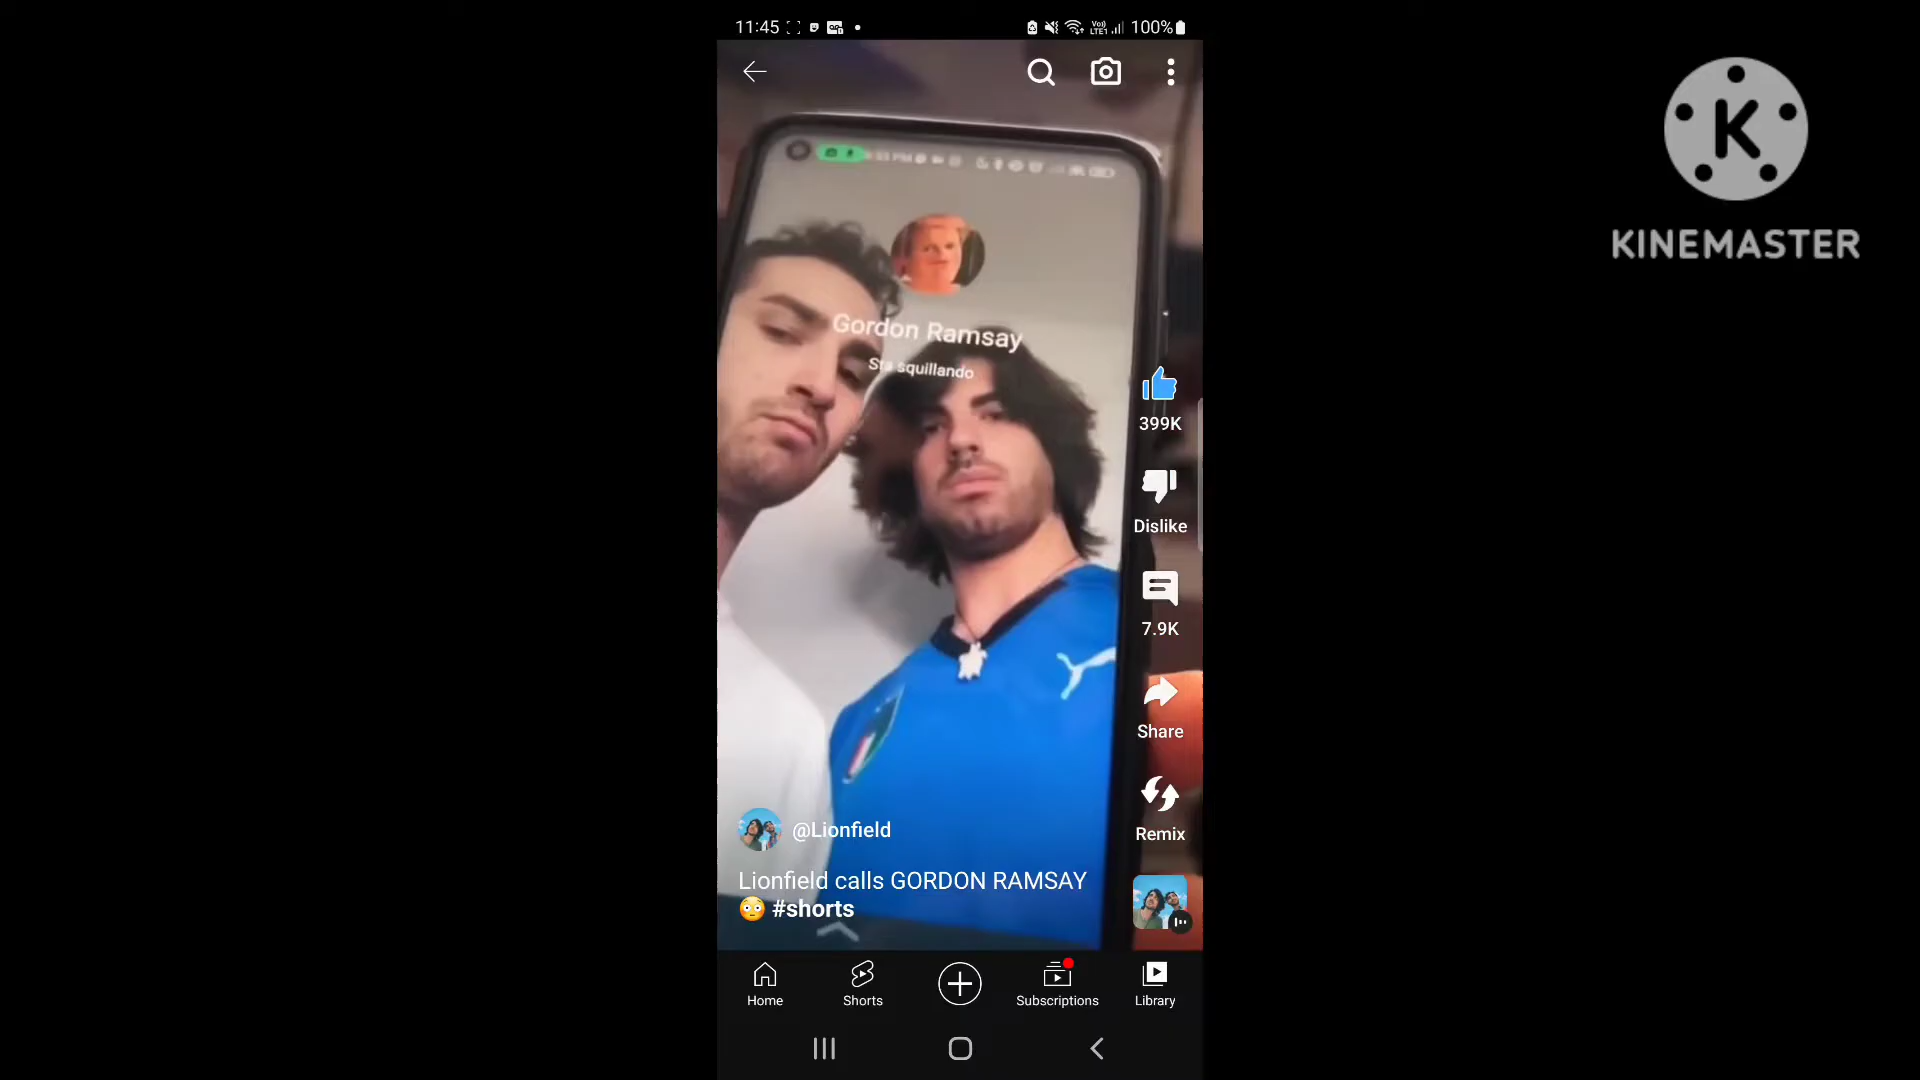 11:45
100%
KINEMASTER
Gordon Ramsay
Sta squillando
399K
Dislike
7.9K
Share
Remix
@Lionfield
Lionfield calls GORDON RAMSAY
😳 #shorts
Home
Shorts
Subscriptions
Library